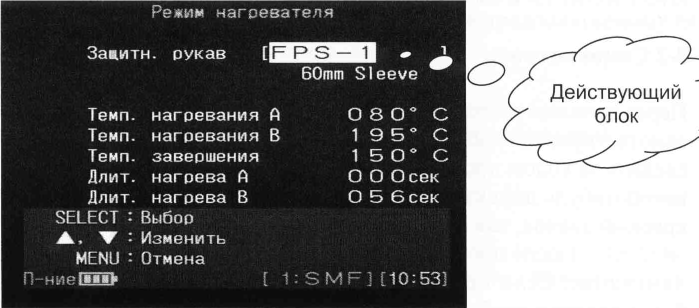 Режим нагревателя
Защитн. рукав [FPS-1 ]
60mm Sleeve
Темп. нагревания A 080° C
Темп. нагревания B 195° C
Темп. завершения 150° C
Длит. нагрева A 000сек
Длит. нагрева B 056сек
SELECT : Выбор
▲, ▼ : Изменить
MENU : Отмена
П-ние [ 1:SMF][10:53]
Действующий
блок